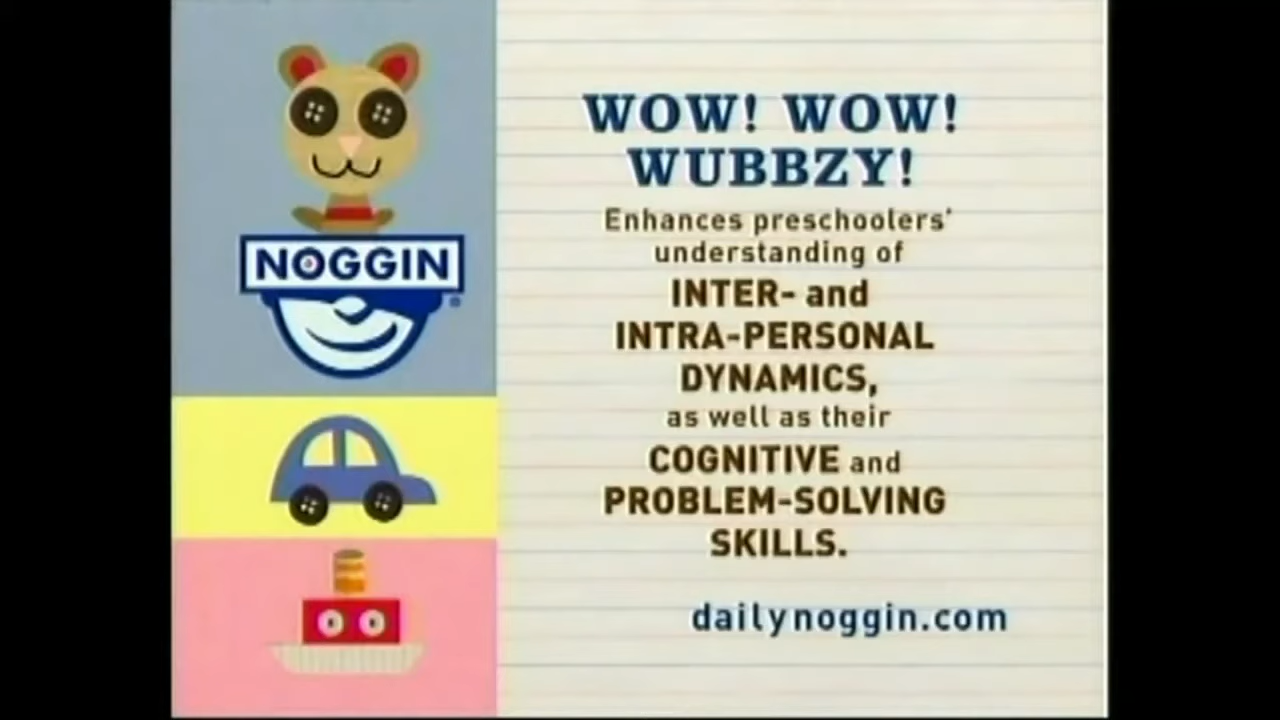 NOGGIN
WOW! WOW!
WUBBZY!
Enhances preschoolers'
understanding of
INTER- and
INTRA-PERSONAL
DYNAMICS,
as well as their
COGNITIVE and
PROBLEM-SOLVING
SKILLS.
dailynoggin.com